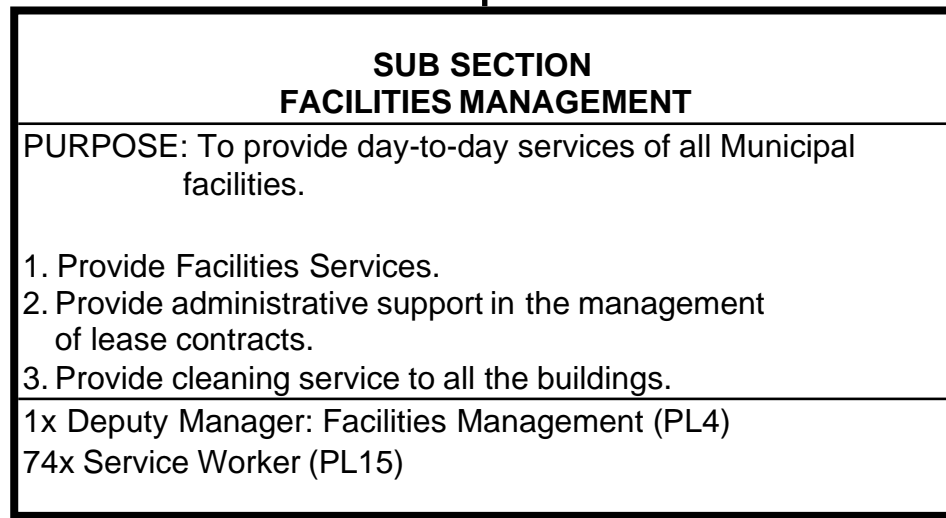 SUB SECTION
FACILITIES MANAGEMENT
PURPOSE: To provide day-to-day services of all Municipal
facilities.
1. Provide Facilities Services.
2. Provide administrative support in the management
of lease contracts.
3. Provide cleaning service to all the buildings.
1x Deputy Manager: Facilities Management (PL4)
74x Service Worker (PL15)